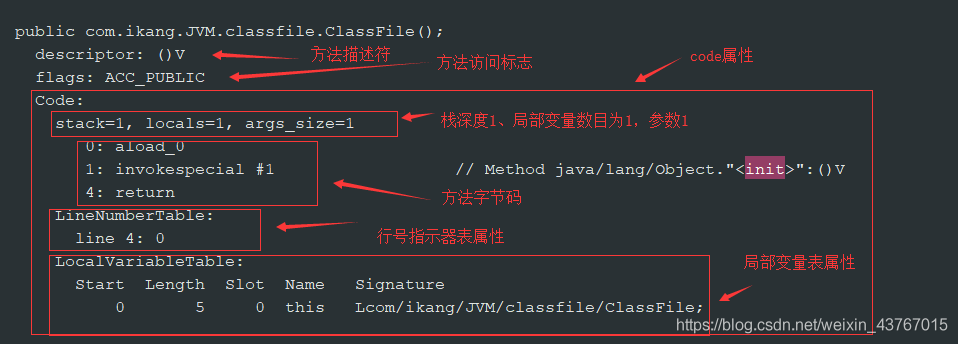 public com.ikang.JVM.classfile.ClassFile();
descriptor: ()V
方法描述符
flags: ACC_PUBLIC
方法访问标志
code属性
Code:
stack=1, locals=1, args_size=1
栈深度1、局部变量数目为1，参数1
0: aload_0
1: invokespecial #1 // Method java/lang/Object."<init>":()V
4: return
方法字节码
LineNumberTable:
line 4: 0
行号指示器表属性
LocalVariableTable:
局部变量表属性
Start Length Slot Name Signature
0 5 0 this Lcom/ikang/JVM/classfile/ClassFile;
https://blog.csdn.net/weixin_43767015